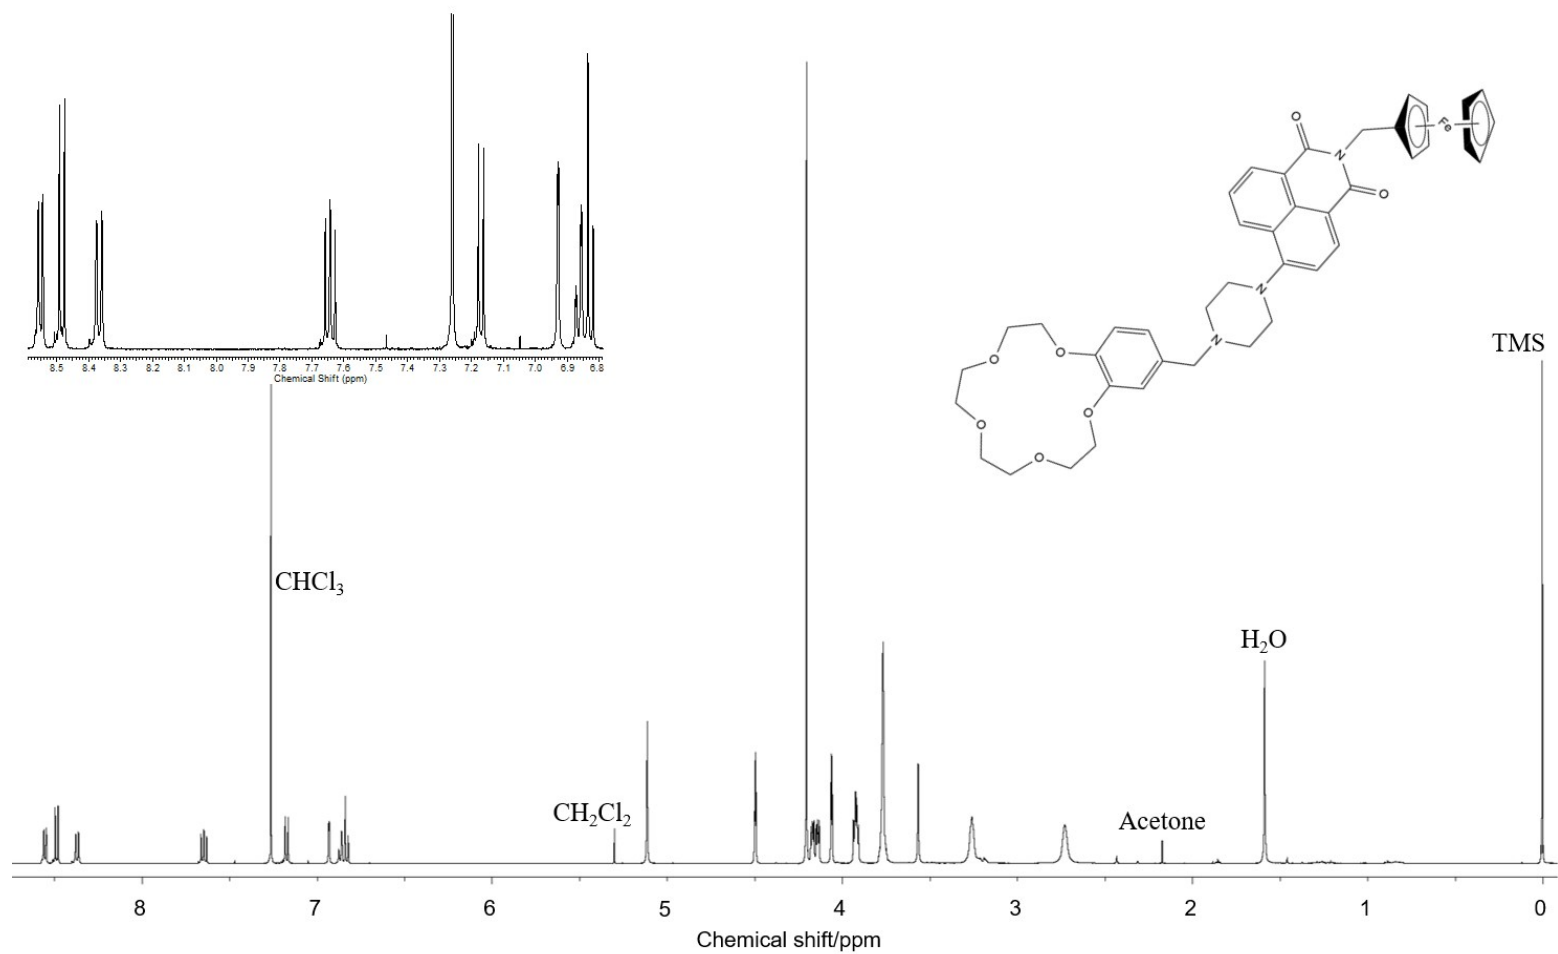 O
N
O
Fe
N
N
O
O
O
O
O
8.5 8.4 8.3 8.2 8.1 8.0 7.9 7.8 7.7 7.6 7.5 7.4 7.3 7.2 7.1 7.0 6.9 6.8
Chemical Shift (ppm)
TMS
CHCl3
H2O
CH2Cl2
Acetone
8 7 6 5 4 3 2 1 0
Chemical shift/ppm